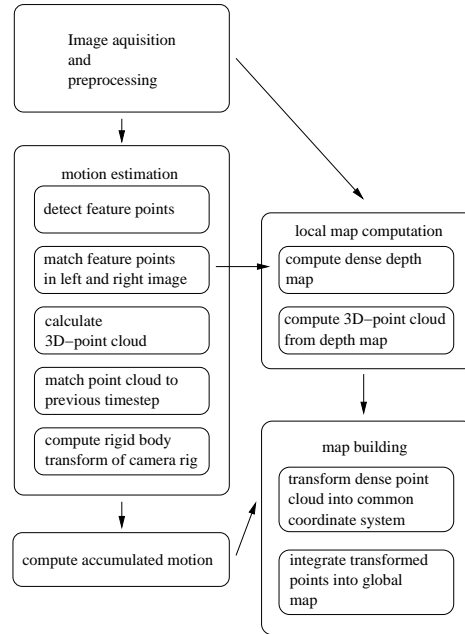 Image aquisition
and
preprocessing
motion estimation
detect feature points
match feature points
in left and right image
calculate
3D−point cloud
match point cloud to
previous timestep
compute rigid body
transform of camera rig
compute accumulated motion
local map computation
compute dense depth
map
compute 3D−point cloud
from depth map
map building
transform dense point
cloud into common
coordinate system
integrate transformed
points into global
map